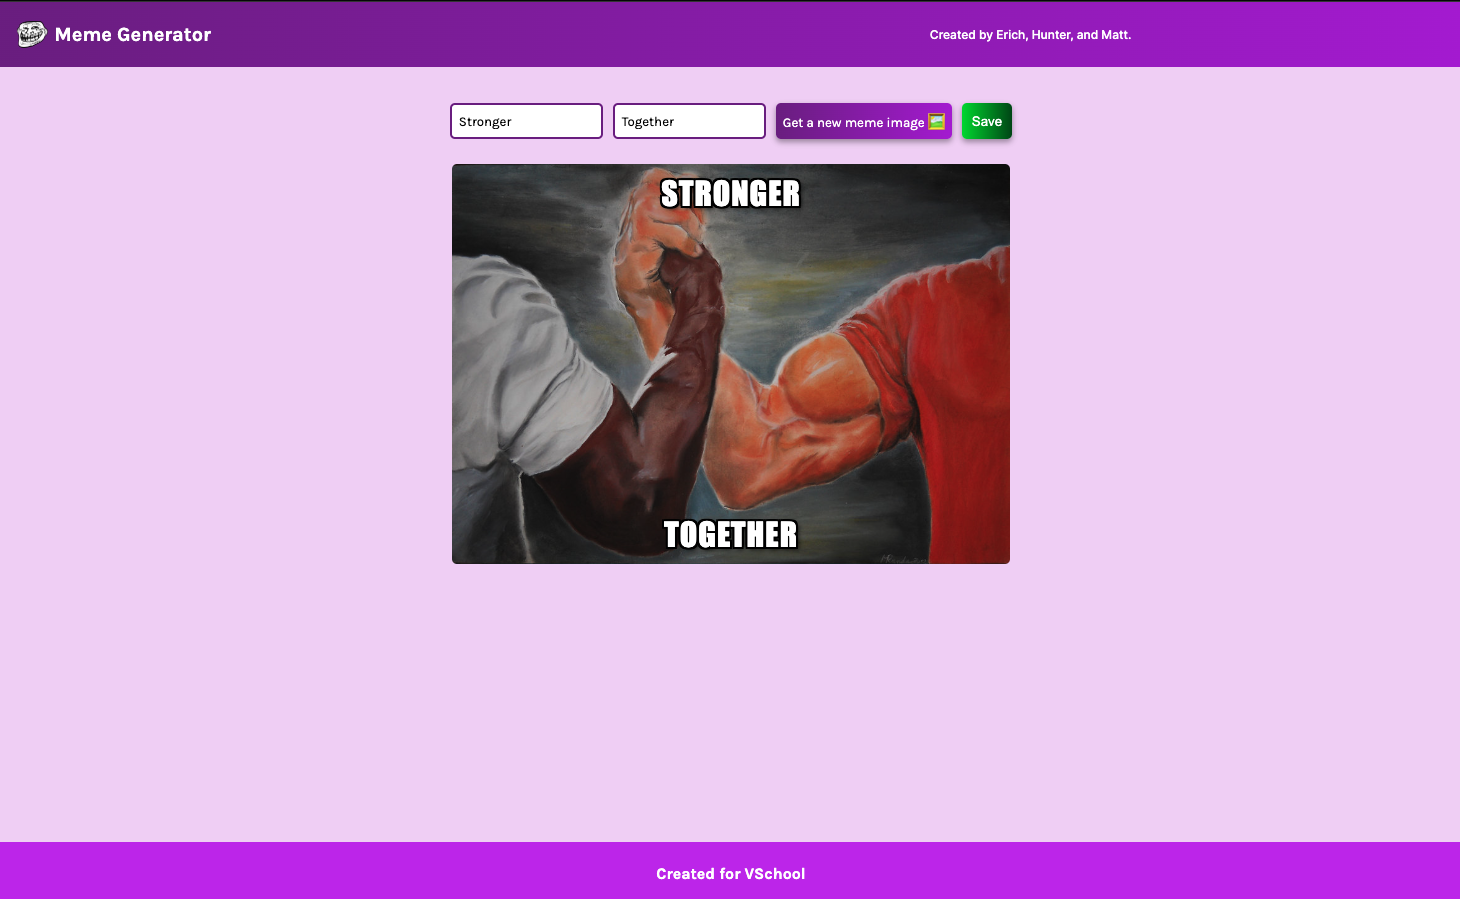 Meme Generator
Created by Erich, Hunter, and Matt.
Stronger
Together
Get a new meme image
Save
STRONGER
TOGETHER
Created for VSchool